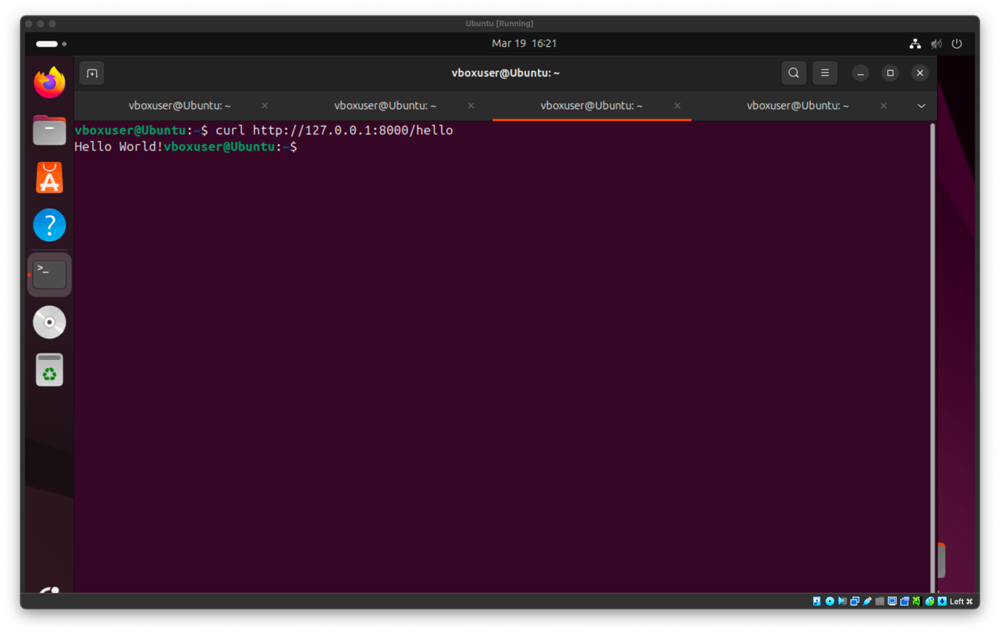 Ubuntu [Running]
Mar 19 16:21
vboxuser@Ubuntu: ~
vboxuser@Ubuntu: ~ vboxuser@Ubuntu: ~ vboxuser@Ubuntu: ~ vboxuser@Ubuntu: ~
vboxuser@Ubuntu:~$ curl http://127.0.0.1:8000/hello
Hello World!vboxuser@Ubuntu:~$
Left ⌘